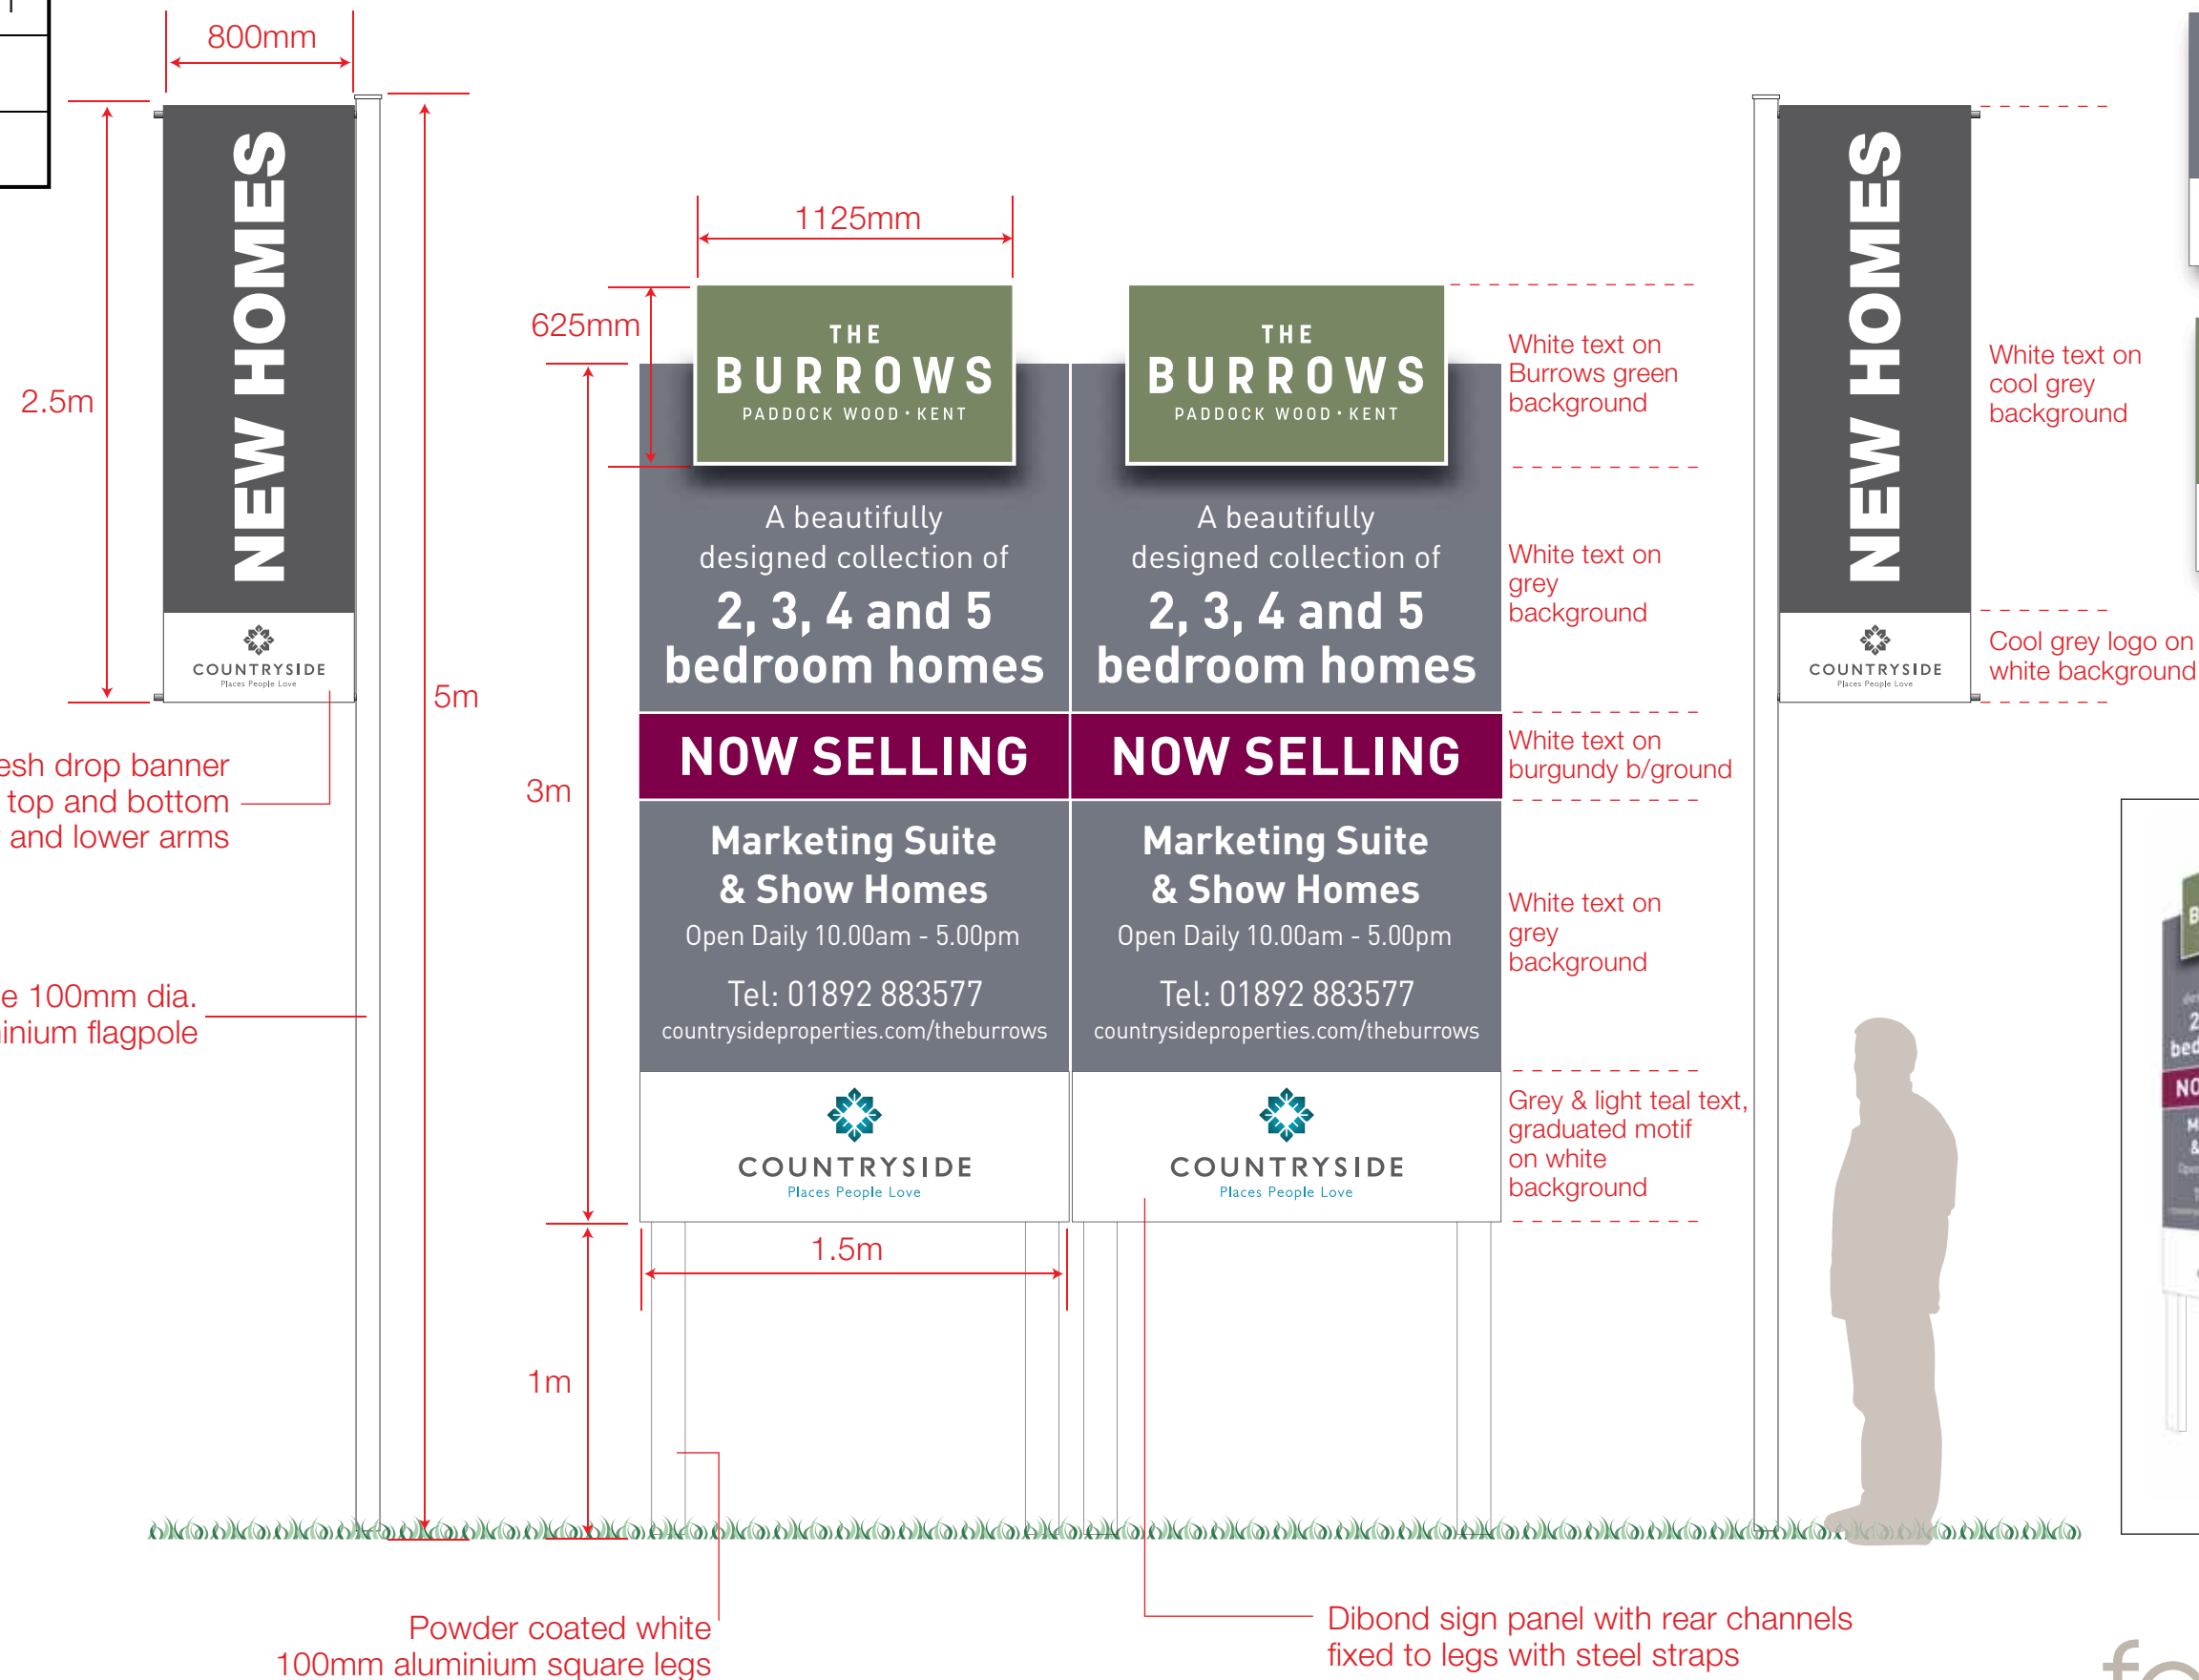 800mm
2.5m
NEW HOMES
COUNTRYSIDE
Places People Love
5m
drop banner
top and bottom
and lower arms
100mm dia.
flagpole
1125mm
625mm
THE
BURROWS
PADDOCK WOOD • KENT
A beautifully
designed collection of
2, 3, 4 and 5
bedroom homes
NOW SELLING
Marketing Suite
& Show Homes
Open Daily 10.00am - 5.00pm
Tel: 01892 883577
countrysideproperties.com/theburrows
COUNTRYSIDE
Places People Love
3m
1.5m
1m
THE
BURROWS
PADDOCK WOOD • KENT
A beautifully
designed collection of
2, 3, 4 and 5
bedroom homes
NOW SELLING
Marketing Suite
& Show Homes
Open Daily 10.00am - 5.00pm
Tel: 01892 883577
countrysideproperties.com/theburrows
COUNTRYSIDE
Places People Love
White text on
Burrows green
background
White text on
grey
background
White text on
burgundy b/ground
White text on
grey
background
Grey & light teal text,
graduated motif
on white
background
NEW HOMES
COUNTRYSIDE
Places People Love
White text on
cool grey
background
Cool grey logo on
white background
Powder coated white
100mm aluminium square legs
Dibond sign panel with rear channels
fixed to legs with steel straps